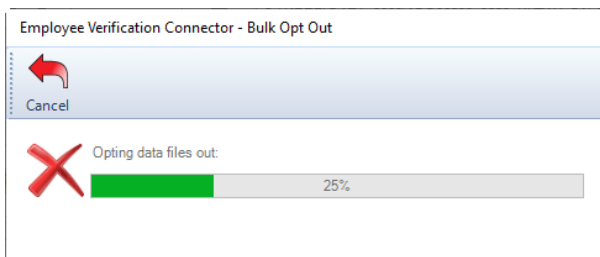 Employee Verification Connector - Bulk Opt Out
Cancel
Opting data files out:
25%